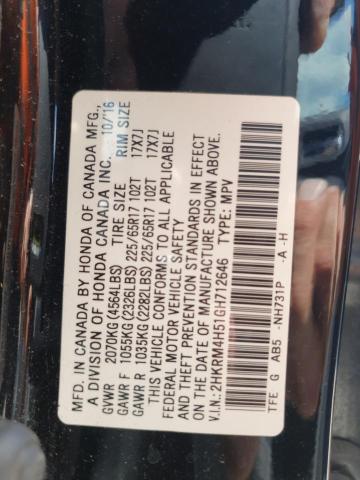 MFD. IN CANADA BY HONDA OF CANADA MFG.,
A DIVISION OF HONDA CANADA INC. 10/16
GVWR 2070KG(4564LBS) TIRE SIZE RIM SIZE
GAWR F 1055KG(2326LBS) 225/65R17 102T 17X7J
GAWR R 1035KG(2282LBS) 225/65R17 102T 17X7J
THIS VEHICLE CONFORMS TO ALL APPLICABLE
FEDERAL MOTOR VEHICLE SAFETY
AND THEFT PREVENTION STANDARDS IN EFFECT
ON THE DATE OF MANUFACTURE SHOWN ABOVE.
V.I.N.:2HKRM4H51GH712646 TYPE: MPV
TFE G AB5 -NH731P -A -H